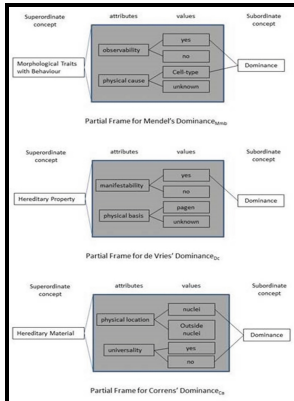 Superordinate concept
attributes
values
Subordinate concept
Morphological Traits with Behaviour
observability
yes
no
physical cause
Cell-type
unknown
Dominance
Partial Frame for Mendel's Dominance
Superordinate concept
attributes
values
Subordinate concept
Hereditary Property
manifestability
yes
no
physical basis
pagen
unknown
Dominance
Partial Frame for de Vries' Dominance
Superordinate concept
attributes
values
Subordinate concept
Hereditary Material
physical location
nuclei
Outside nuclei
universality
yes
no
Dominance
Partial Frame for Correns' Dominance